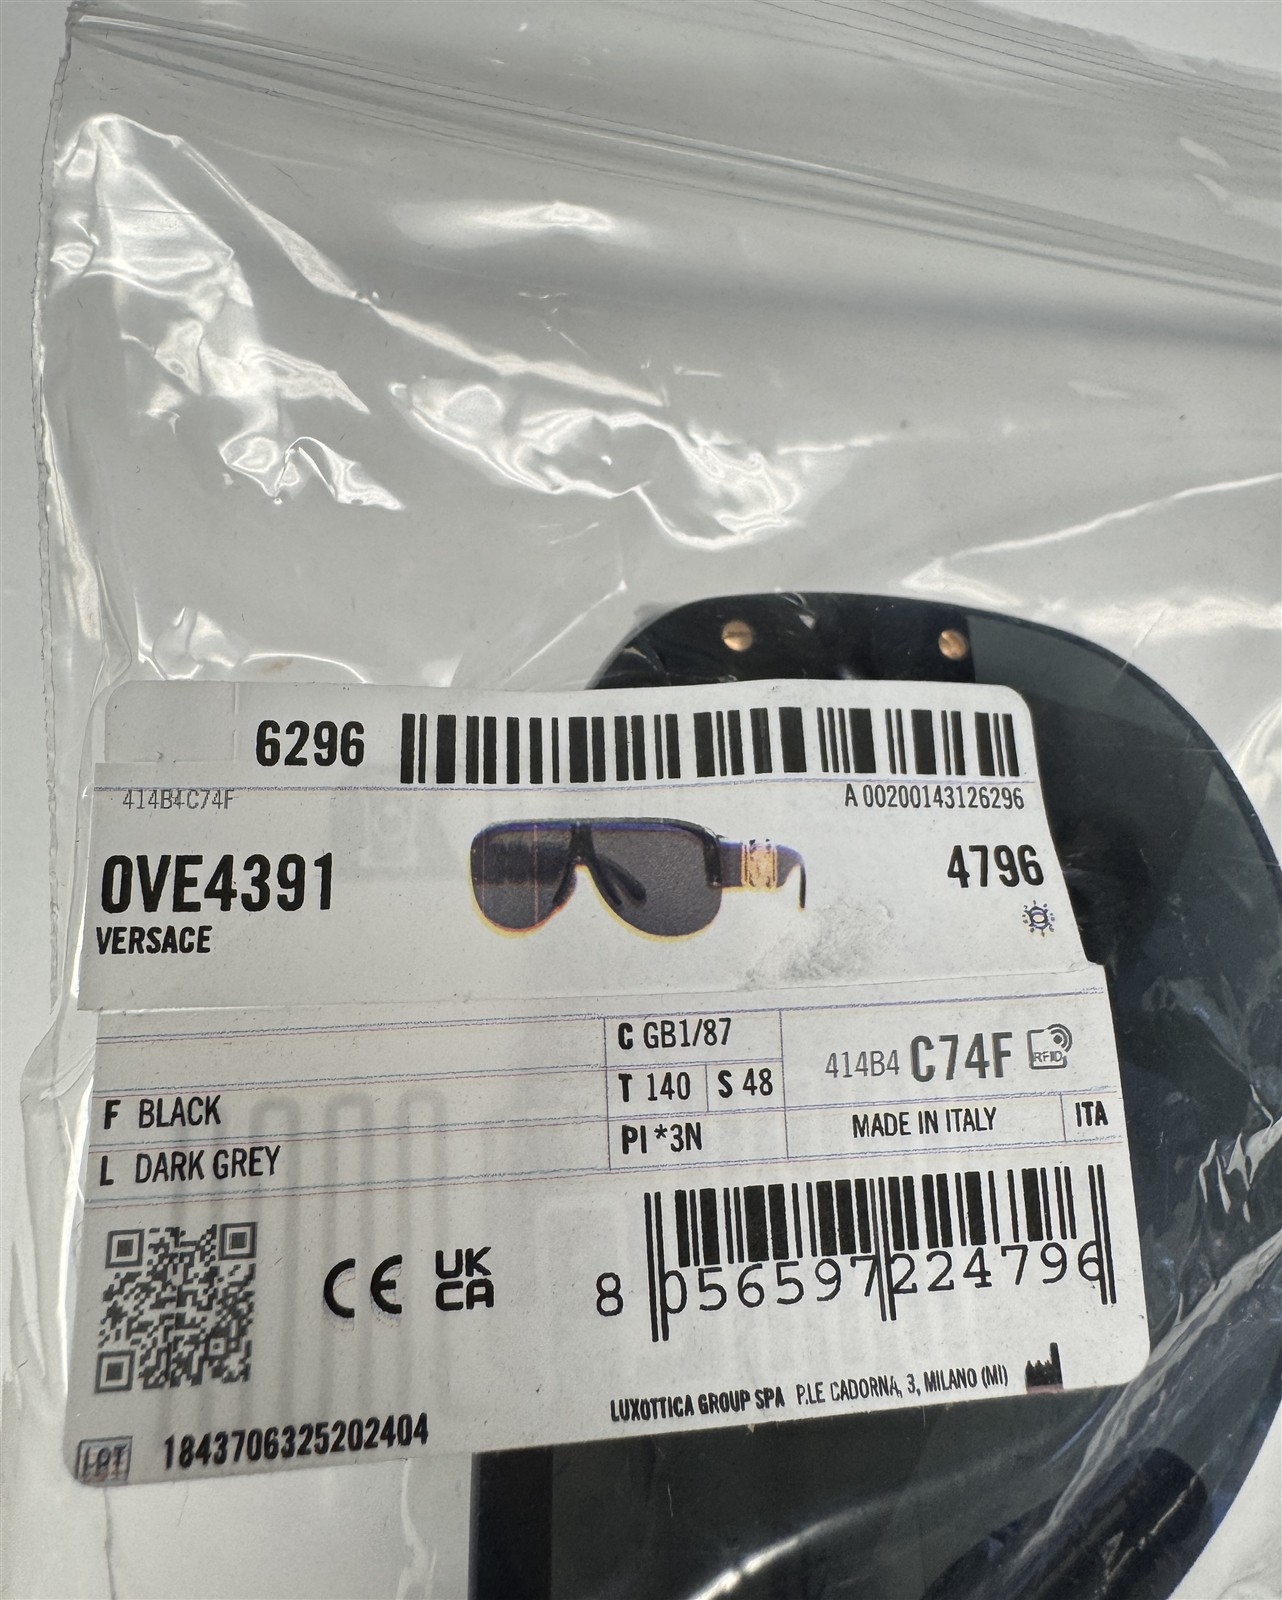 6296
414B4C74F
A 00200143126296
0VE4391
4796
VERSACE
C GB1/87
T 140 S 48
414B4 C74F RFID
F BLACK
PI *3N
MADE IN ITALY ITA
L DARK GREY
CE UK CA
8 056597 224796
LUXOTTICA GROUP SPA P.LE CADORNA, 3, MILANO (MI)
LOT 1843706325202404